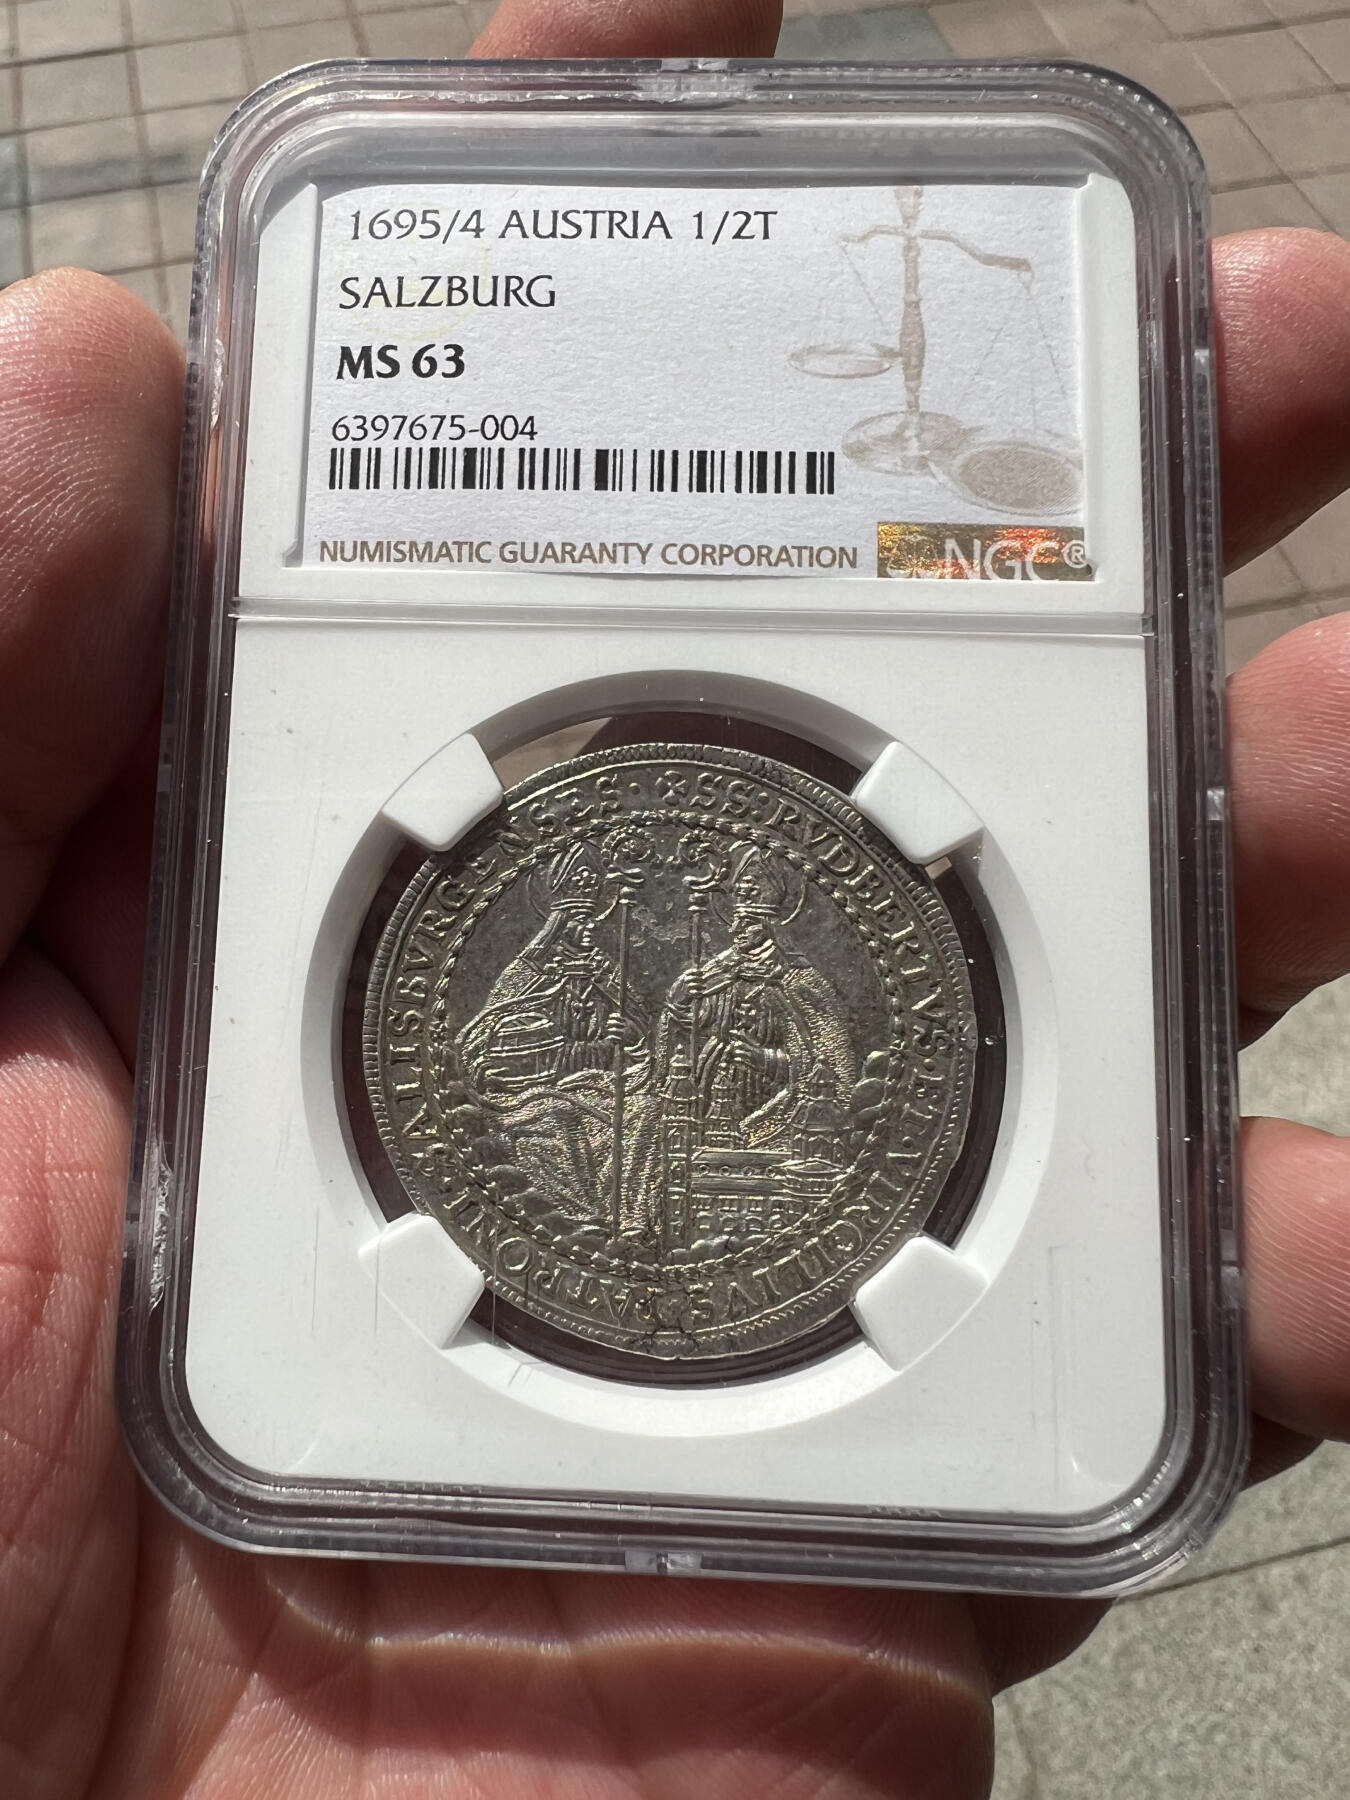 1695/4 AUSTRIA 1/2T
SALZBURG
MS 63
6397675-004
NUMISMATIC GUARANTY CORPORATION NGC®
SS:RVDBERTVS·ET·VIRGILIVS·PATRONI·S·ALISBVRGENSES·